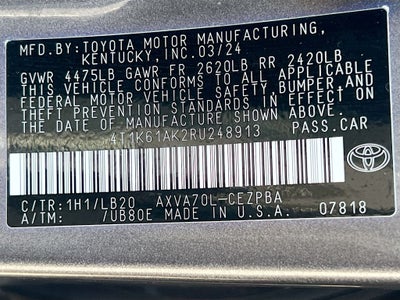 MFD.BY:TOYOTA MOTOR MANUFACTURING,
KENTUCKY, INC.03/24
GVWR 4475LB GAWR FR 2620LB RR 2420LB
THIS VEHICLE CONFORMS TO ALL APPLICABLE
FEDERAL MOTOR VEHICLE SAFETY, BUMPER, AND
THEFT PREVENTION STANDARDS IN EFFECT ON
THE DATE OF MANUFACTURE SHOWN ABOVE.
4T1K61AK2RU248913 PASS.CAR
TOYOTA
C/TR:1H1/LB20 AXVA70L-CEZPBA
A/TM: /UB80E MADE IN U.S.A. 07818